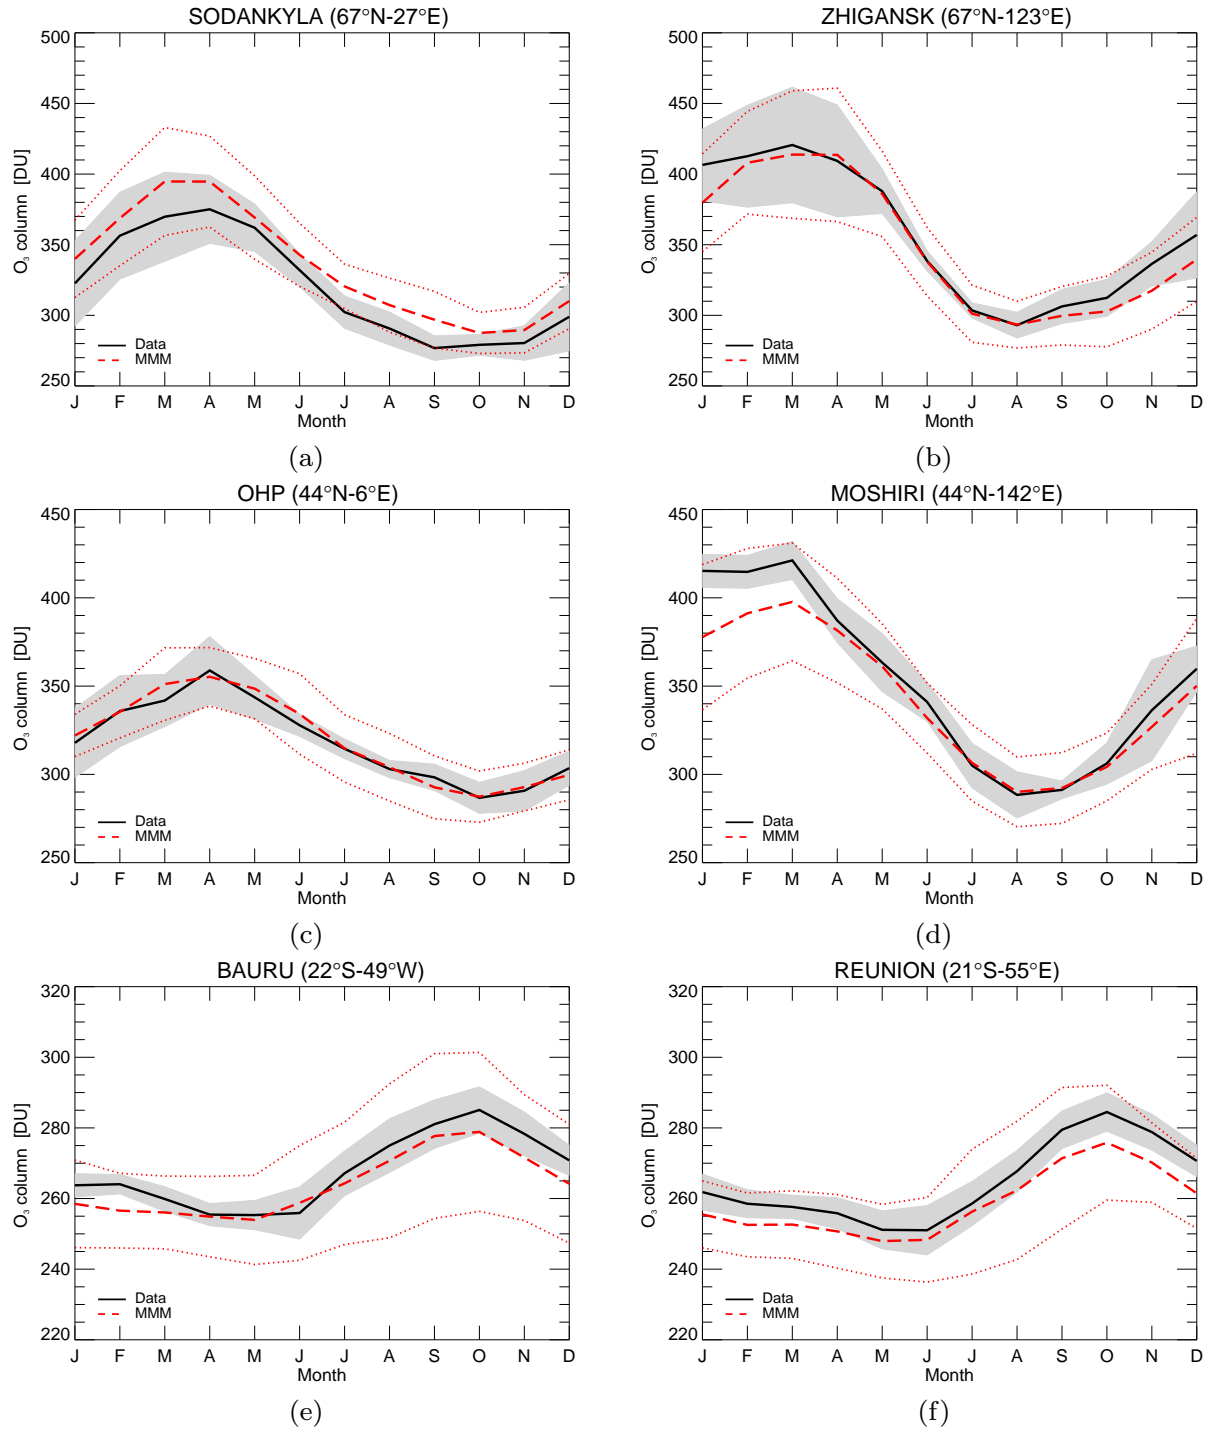 SODANKYLA (67°N-27°E)
500
450
400
350
300
250
O₃ column [DU]
Data
MMM
J F M A M J J A S O N D
Month
(a)
ZHIGANSK (67°N-123°E)
500
450
400
350
300
250
O₃ column [DU]
Data
MMM
J F M A M J J A S O N D
Month
(b)
OHP (44°N-6°E)
450
400
350
300
250
O₃ column [DU]
Data
MMM
J F M A M J J A S O N D
Month
(c)
MOSHIRI (44°N-142°E)
450
400
350
300
250
O₃ column [DU]
Data
MMM
J F M A M J J A S O N D
Month
(d)
BAURU (22°S-49°W)
320
300
280
260
240
220
O₃ column [DU]
Data
MMM
J F M A M J J A S O N D
Month
(e)
REUNION (21°S-55°E)
320
300
280
260
240
220
O₃ column [DU]
Data
MMM
J F M A M J J A S O N D
Month
(f)